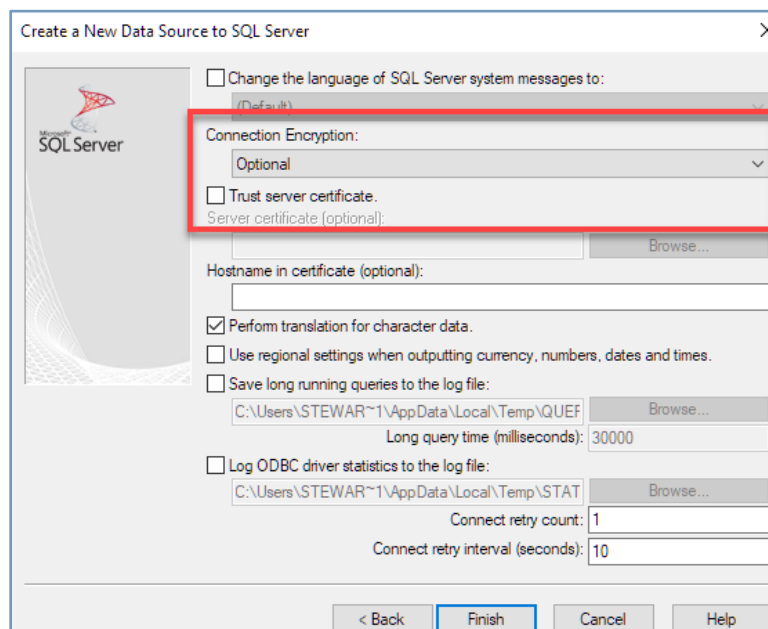 Create a New Data Source to SQL Server
Microsoft
SQL Server
Change the language of SQL Server system messages to:
(Default)
Connection Encryption:
Optional
Trust server certificate.
Server certificate (optional):
Browse...
Hostname in certificate (optional):
Perform translation for character data.
Use regional settings when outputting currency, numbers, dates and times.
Save long running queries to the log file:
C:\Users\STEWAR~1\AppData\Local\Temp\QUER Browse...
Long query time (milliseconds): 30000
Log ODBC driver statistics to the log file:
C:\Users\STEWAR~1\AppData\Local\Temp\STAT Browse...
Connect retry count: 1
Connect retry interval (seconds): 10
< Back Finish Cancel Help